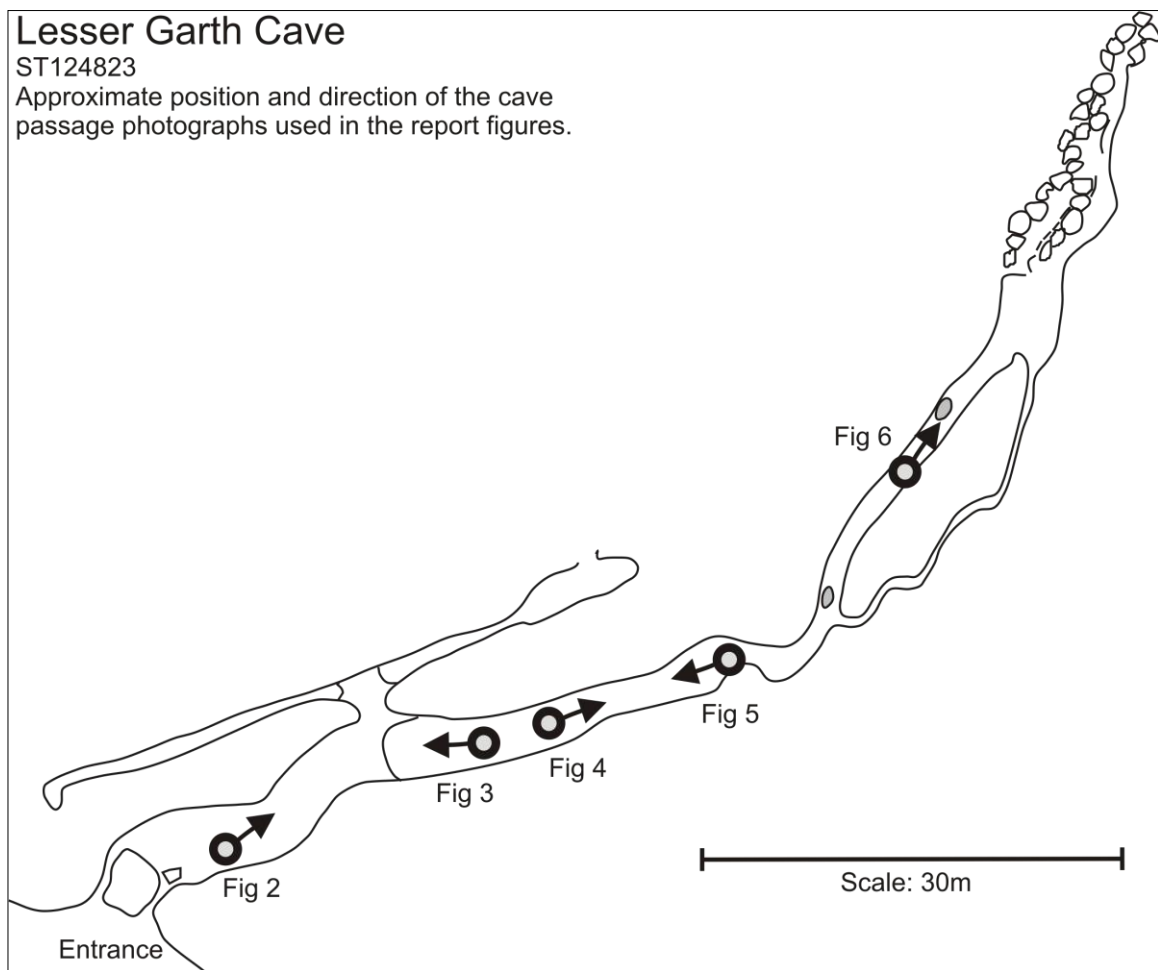 Lesser Garth Cave
ST124823
Approximate position and direction of the cave
passage photographs used in the report figures.
Fig 6
Fig 5
Fig 4
Fig 3
Fig 2
Scale: 30m
Entrance